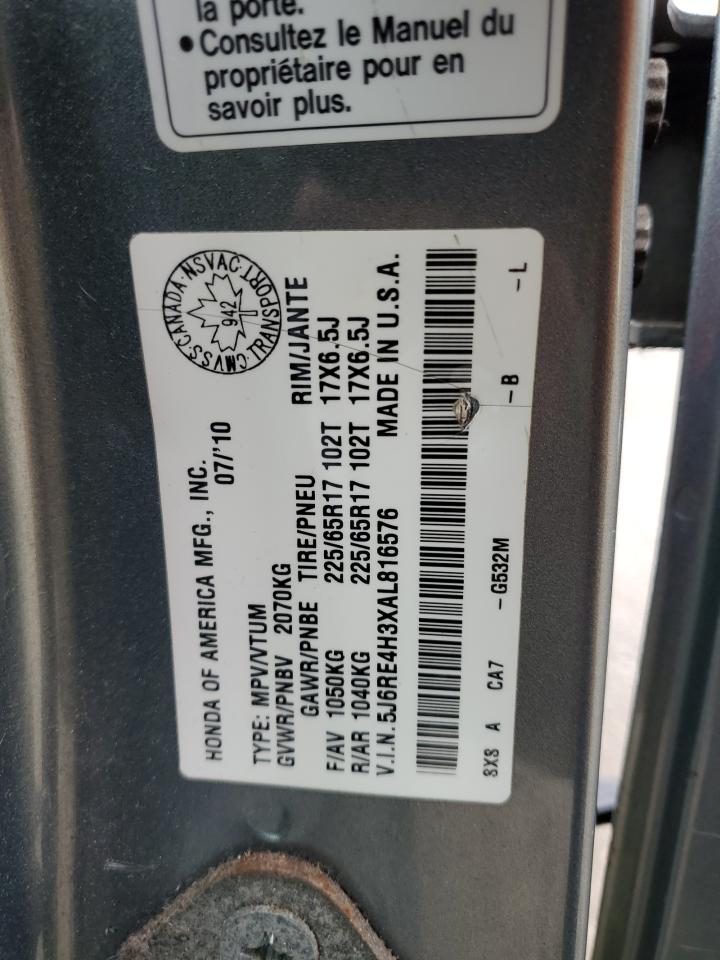 la porte.
• Consultez le Manuel du
propriétaire pour en
savoir plus.
HONDA OF AMERICA MFG., INC.
07/'10
TYPE: MPV/VTUM
GVWR/PNBV 2070KG
GAWR/PNBE TIRE/PNEU RIM/JANTE
F/AV 1050KG 225/65R17 102T 17X6.5J
R/AR 1040KG 225/65R17 102T 17X6.5J
V.I.N. 5J6RE4H3XAL816576 MADE IN U.S.A.
8X8 A CA7 -G532M -B -L
CANADA·NSVAC·TRANSPORT·CMVSS·
942